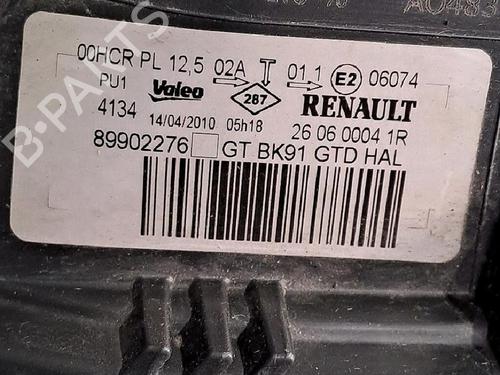 00HCR PL 12,5 02A T 01,1 E2 06074
PU1 Valeo 287 RENAULT
4134 14/04/2010 05h18 26 06 0004 1R
89902276 GT BK91 GTD HAL
B-PARTS